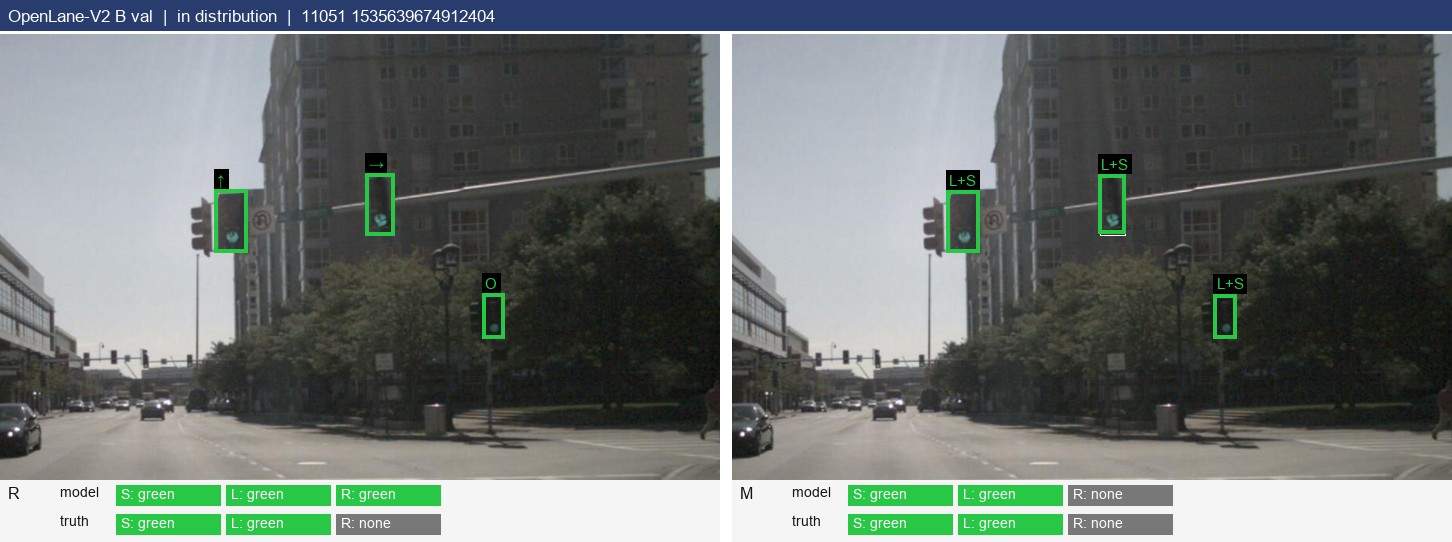 OpenLane-V2 B val | in distribution | 11051 1535639674912404
↑
→
O
L+S
L+S
L+S
R
model
S: green
L: green
R: green
truth
S: green
L: green
R: none
M
model
S: green
L: green
R: none
truth
S: green
L: green
R: none